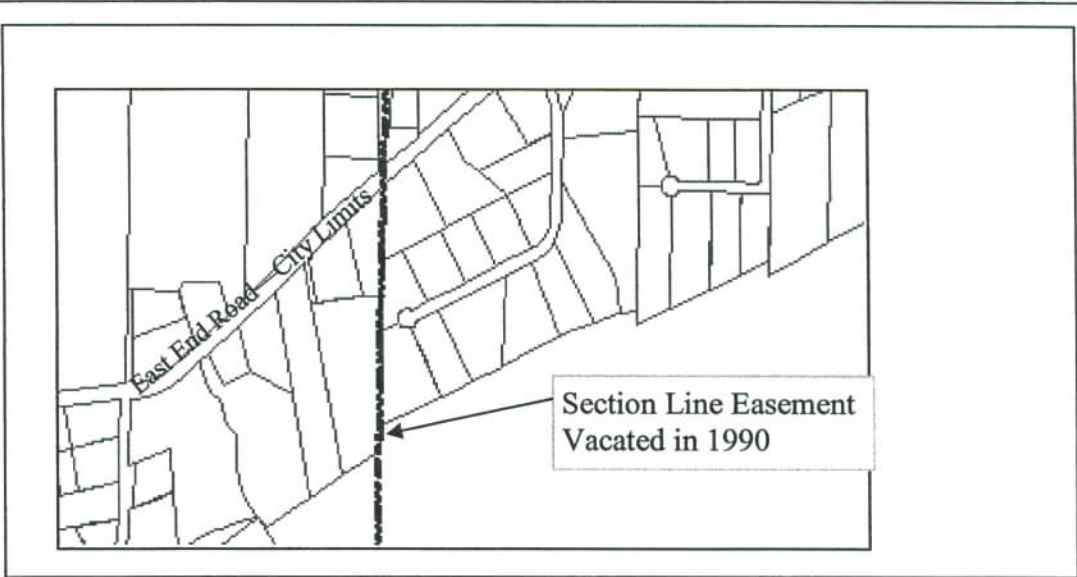 East End Road
City Limits
Section Line Easement
Vacated in 1990